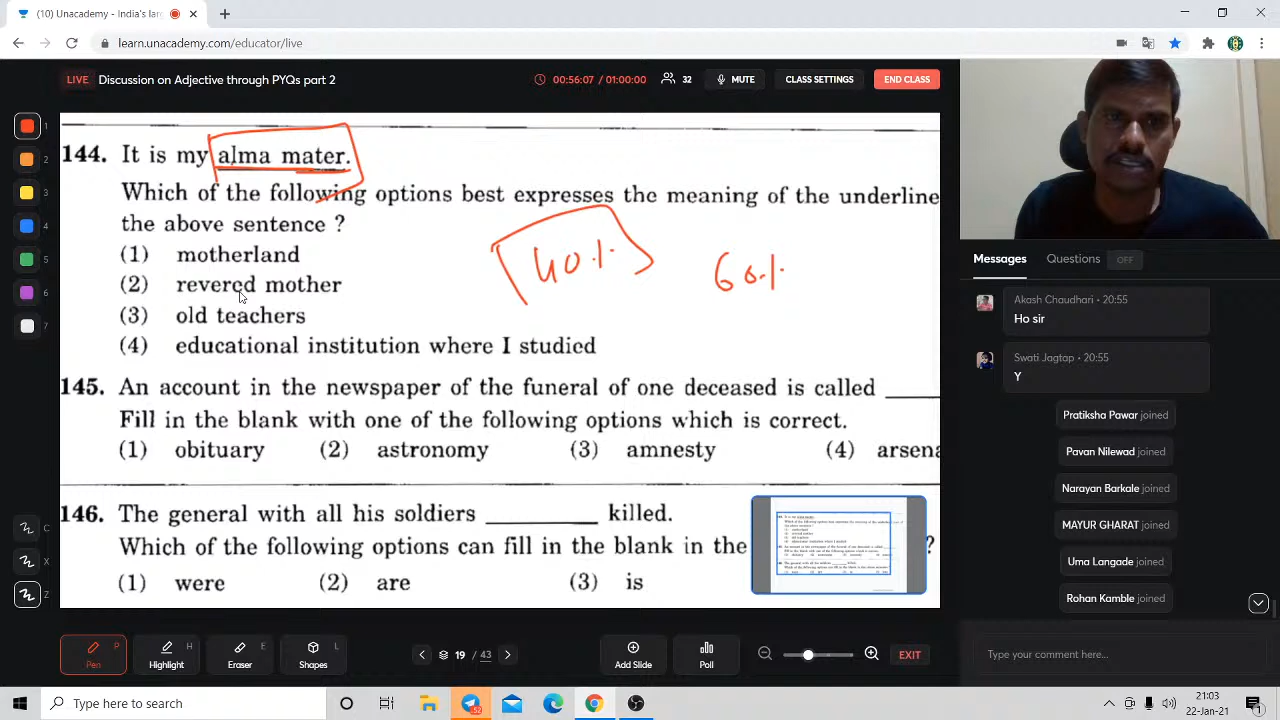 (10) Unacademy - India's lar
learn.unacademy.com/educator/live
LIVE Discussion on Adjective through PYQs part 2 00:56:07 / 01:00:00 32 MUTE CLASS SETTINGS END CLASS
1
2
3
4
5
6
7
C
X
Z
144. It is my alma mater.
Which of the following options best expresses the meaning of the underline
the above sentence ?
(1) motherland
(2) revered mother
(3) old teachers
(4) educational institution where I studied
40%
60%
145. An account in the newspaper of the funeral of one deceased is called ____
Fill in the blank with one of the following options which is correct.
(1) obituary (2) astronomy (3) amnesty (4) arsena
146. The general with all his soldiers ________ killed.
Which of the following options can fill in the blank in the ?
(1) were (2) are (3) is
Messages Questions OFF
Akash Chaudhari • 20:55
Ho sir
Swati Jagtap • 20:55
Y
Pratiksha Pawar joined
Pavan Nilewad joined
Narayan Barkale joined
MAYUR GHARAT joined
Rohan Kamble joined
Type your comment here...
P H E L
Pen Highlight Eraser Shapes 19 / 43 Add Slide Poll EXIT
Type here to search
21:03
22-Jan-21